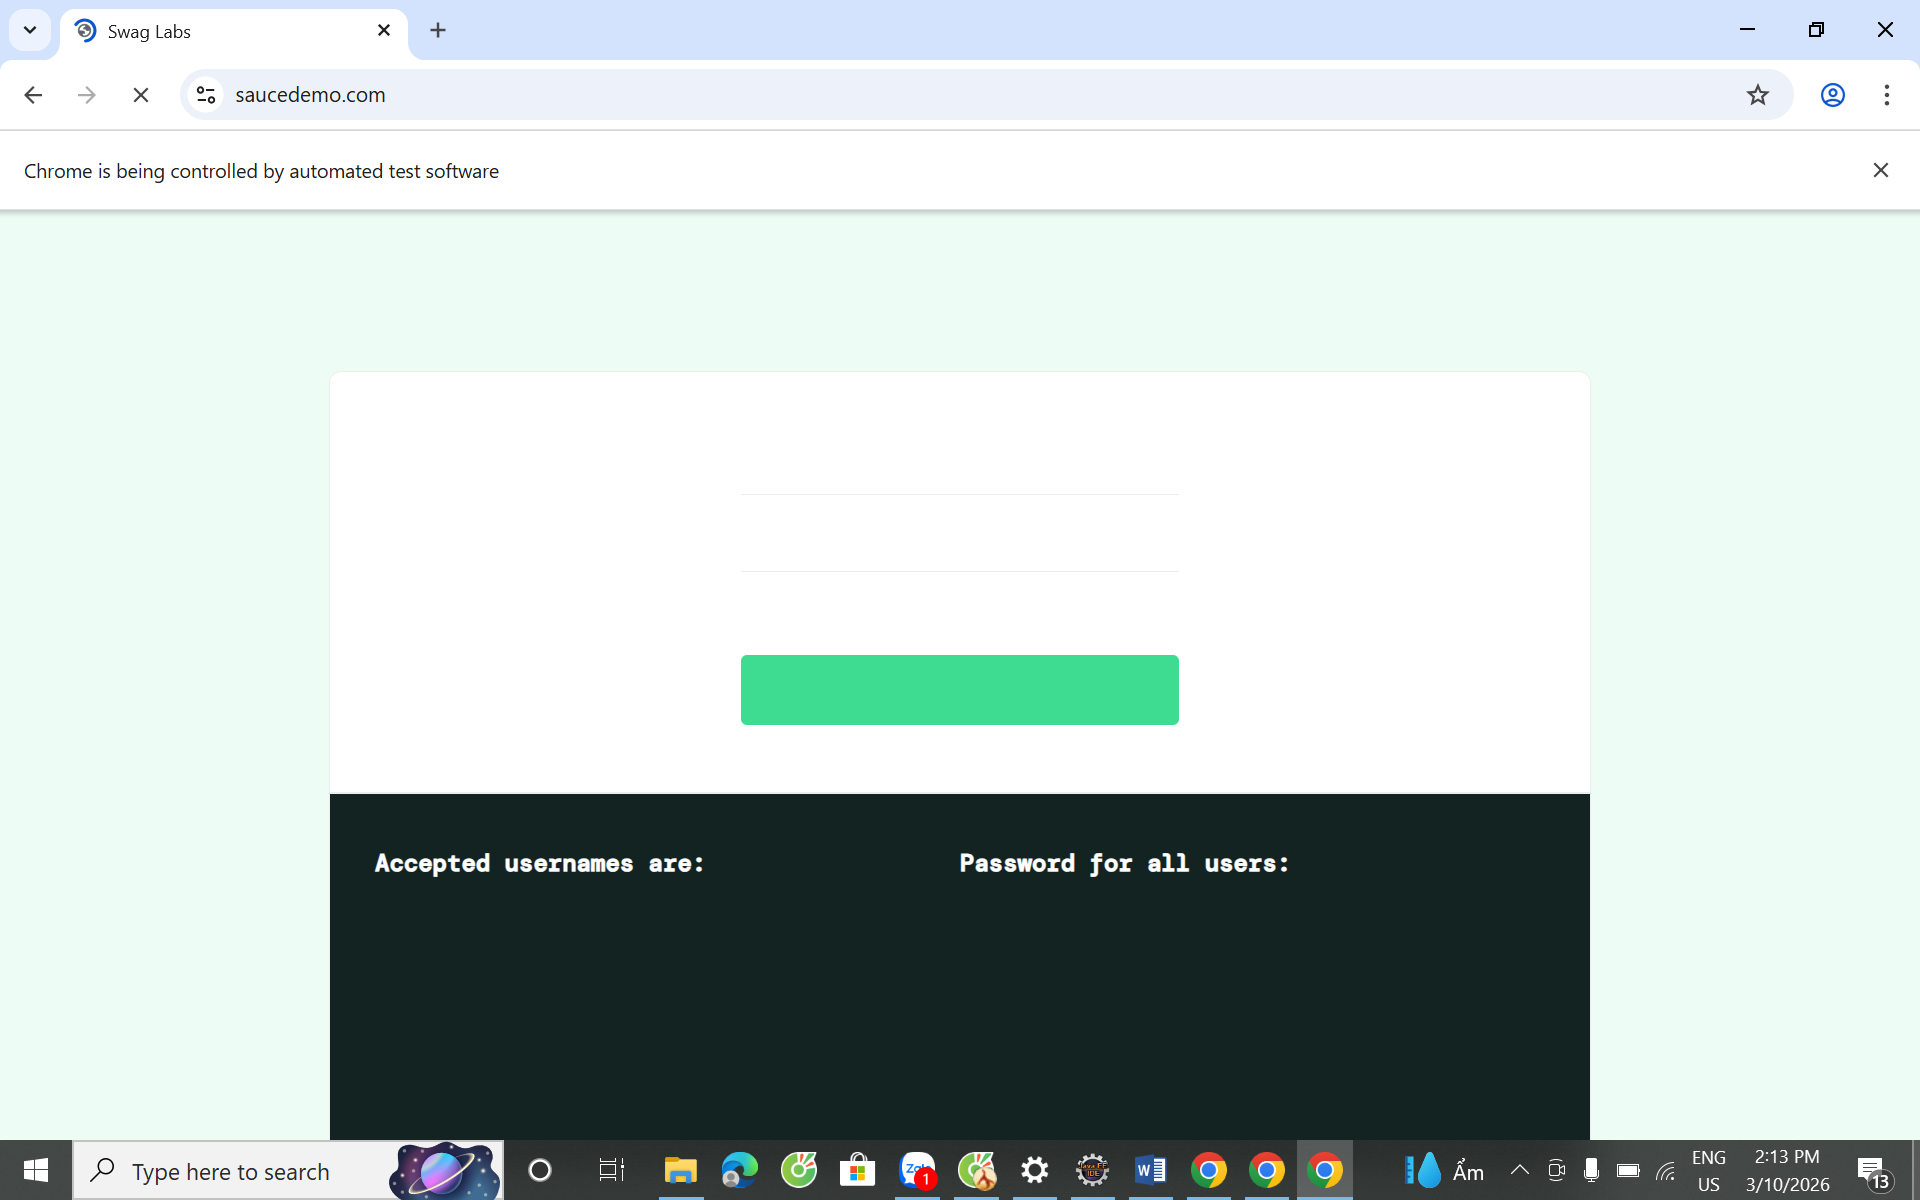 Swag Labs
saucedemo.com
Chrome is being controlled by automated test software
Accepted usernames are:
Password for all users:
Type here to search
1
Ẩm
ENG
US
2:13 PM
3/10/2026
13